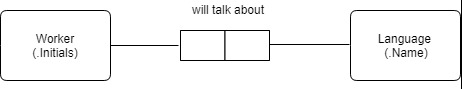 will talk about
Worker
(.Initials)
Language
(.Name)